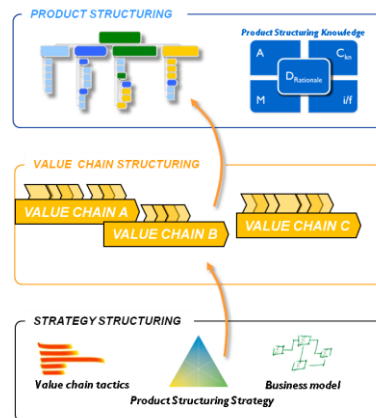 PRODUCT STRUCTURING
Product Structuring Knowledge
A
Ckn
DRationale
M
i/f
VALUE CHAIN STRUCTURING
VALUE CHAIN A
VALUE CHAIN B
VALUE CHAIN C
STRATEGY STRUCTURING
Value chain tactics
Product Structuring Strategy
Business model